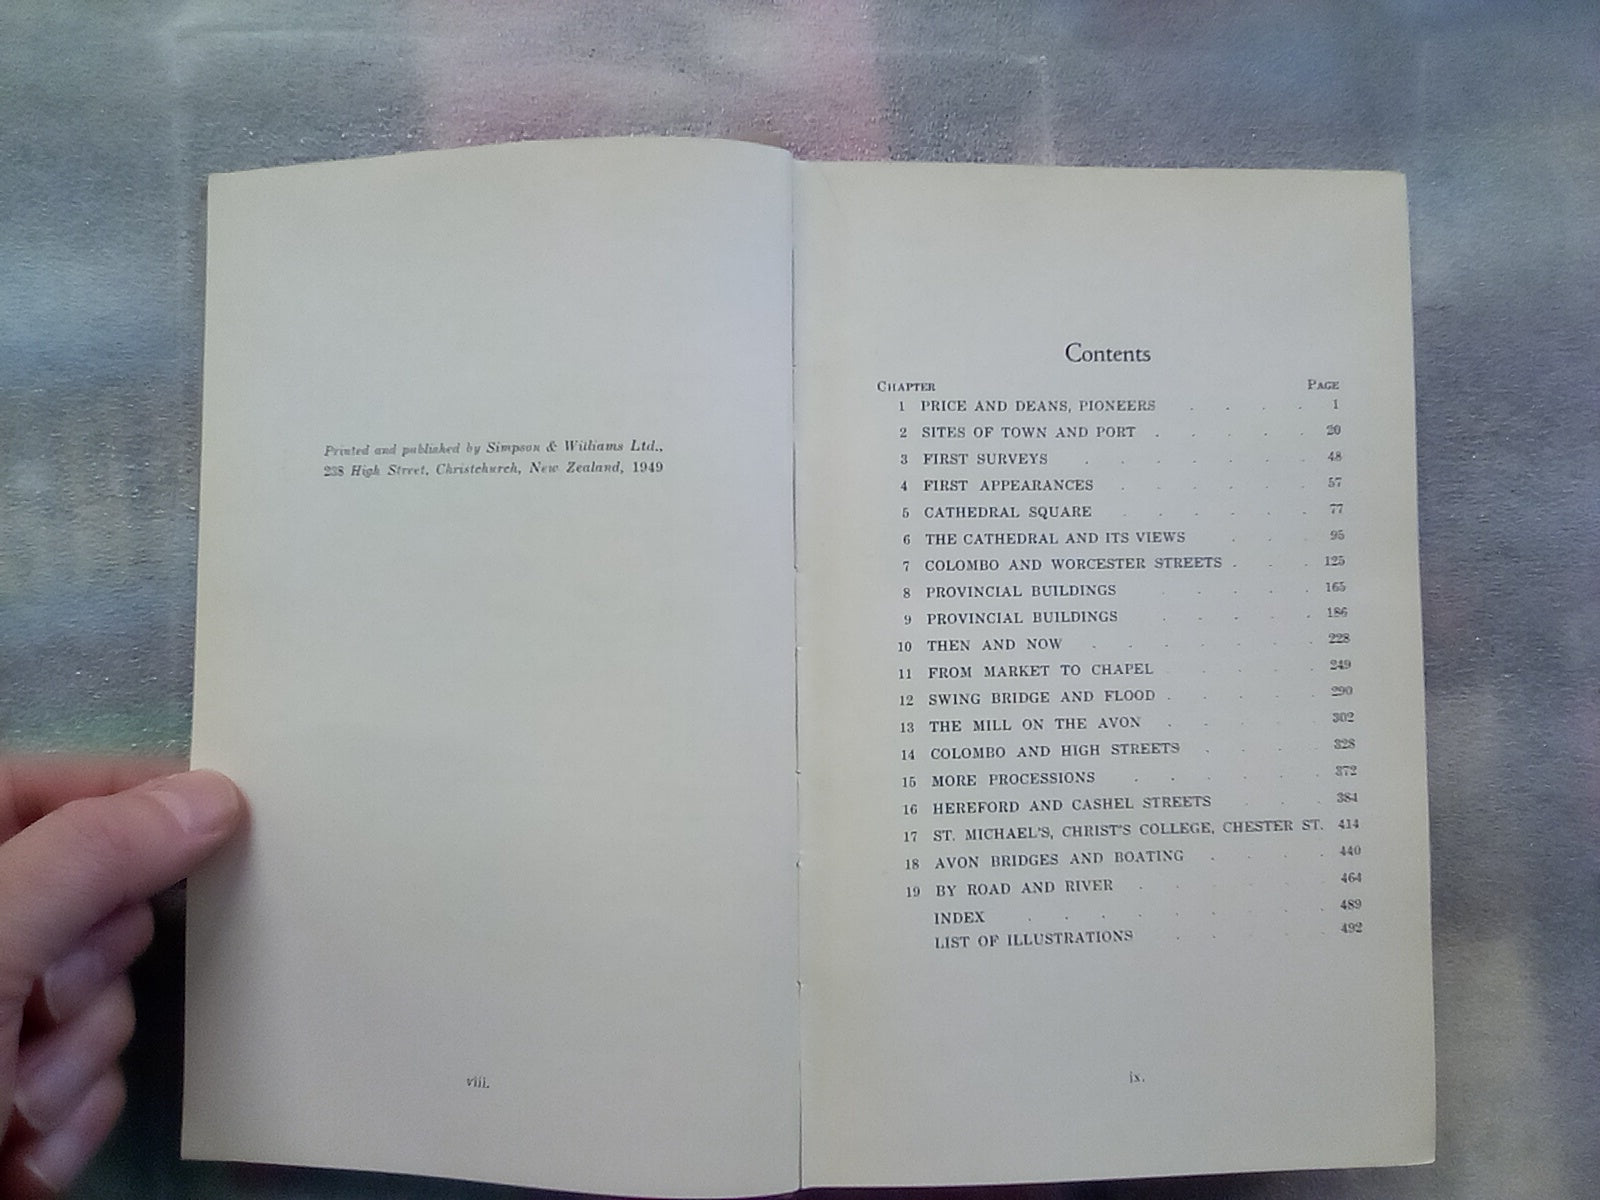 Printed and published by Simpson & Williams Ltd.,
238 High Street, Christchurch, New Zealand, 1949
viii.
Contents
CHAPTER PAGE
1 PRICE AND DEANS, PIONEERS . . . . 1
2 SITES OF TOWN AND PORT . . . . . 20
3 FIRST SURVEYS . . . . . . . 48
4 FIRST APPEARANCES . . . . . . 57
5 CATHEDRAL SQUARE . . . . . . 77
6 THE CATHEDRAL AND ITS VIEWS . . . 95
7 COLOMBO AND WORCESTER STREETS . . . 125
8 PROVINCIAL BUILDINGS . . . . . 165
9 PROVINCIAL BUILDINGS . . . . . 186
10 THEN AND NOW . . . . . . . 228
11 FROM MARKET TO CHAPEL . . . . . 249
12 SWING BRIDGE AND FLOOD . . . . . 290
13 THE MILL ON THE AVON . . . . . 302
14 COLOMBO AND HIGH STREETS . . . . 328
15 MORE PROCESSIONS . . . . . . 372
16 HEREFORD AND CASHEL STREETS . . . 384
17 ST. MICHAEL'S, CHRIST'S COLLEGE, CHESTER ST. 414
18 AVON BRIDGES AND BOATING . . . . 440
19 BY ROAD AND RIVER . . . . . . 464
INDEX . . . . . . . . . 489
LIST OF ILLUSTRATIONS . . . . . 492
ix.